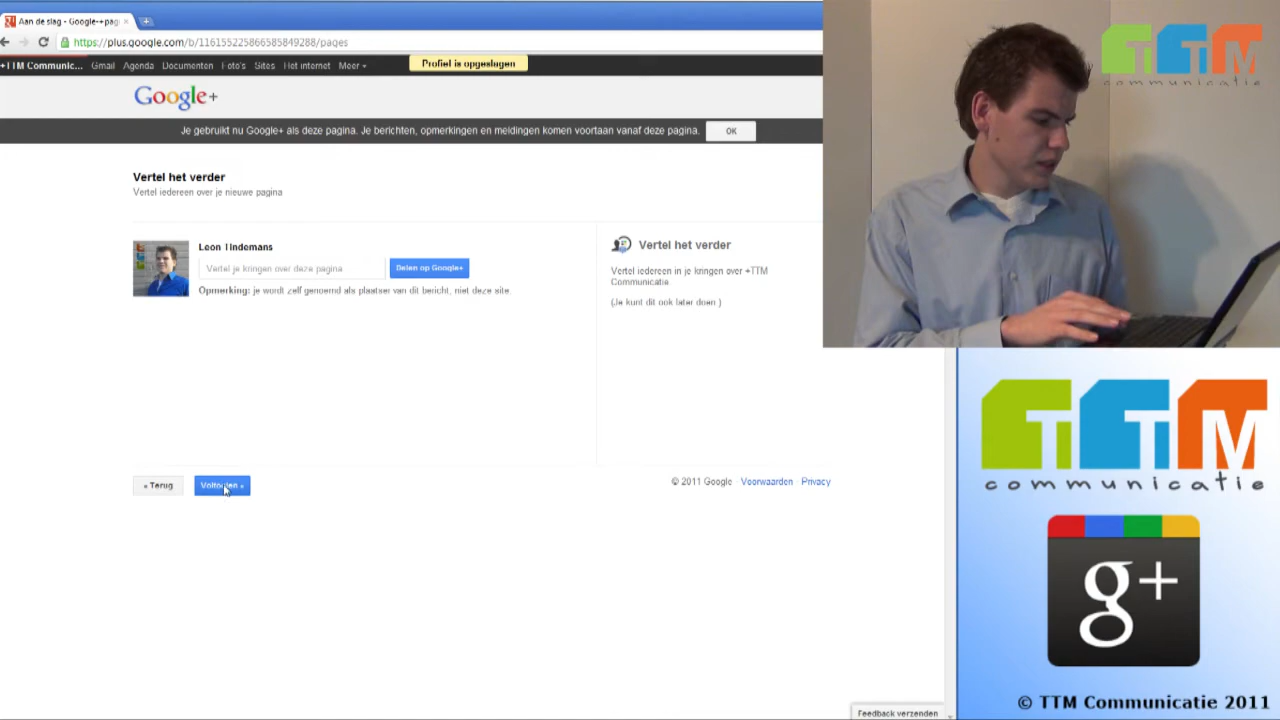 Aan de slag - Google+ pagi
https://plus.google.com/b/116155225866585849288/pages
+TTM Communic... Gmail Agenda Documenten Foto's Sites Het internet Meer
Profiel is opgeslagen
Google+
Je gebruikt nu Google+ als deze pagina. Je berichten, opmerkingen en meldingen komen voortaan vanaf deze pagina. OK
Vertel het verder
Vertel iedereen over je nieuwe pagina
Leon Tindemans
Vertel je kringen over deze pagina
Delen op Google+
Opmerking: je wordt zelf genoemd als plaatser van dit bericht, niet deze site.
Vertel het verder
Vertel iedereen in je kringen over +TTM
Communicatie.
(Je kunt dit ook later doen.)
« Terug
Voltooien »
© 2011 Google Voorwaarden Privacy
Feedback verzenden
TTM
communicatie
TTM
communicatie
g+
© TTM Communicatie 2011